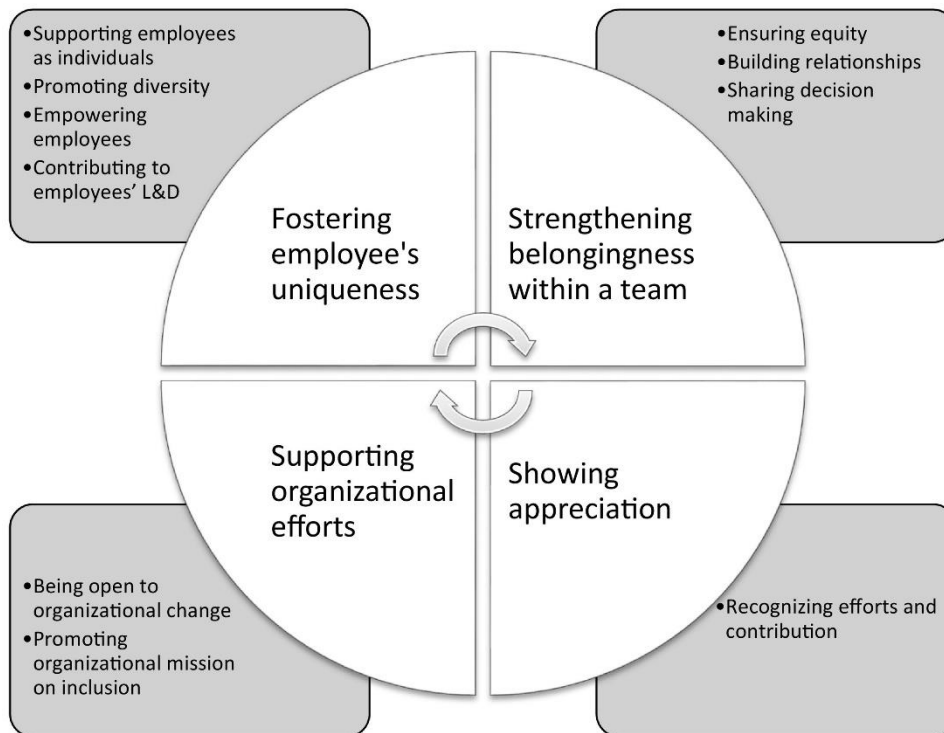 •Supporting employees
as individuals
•Promoting diversity
•Empowering
employees
•Contributing to
employees’ L&D
•Ensuring equity
•Building relationships
•Sharing decision
making
Fostering
employee's
uniqueness
Strengthening
belongingness
within a team
Supporting
organizational
efforts
Showing
appreciation
•Being open to
organizational change
•Promoting
organizational mission
on inclusion
•Recognizing efforts and
contribution